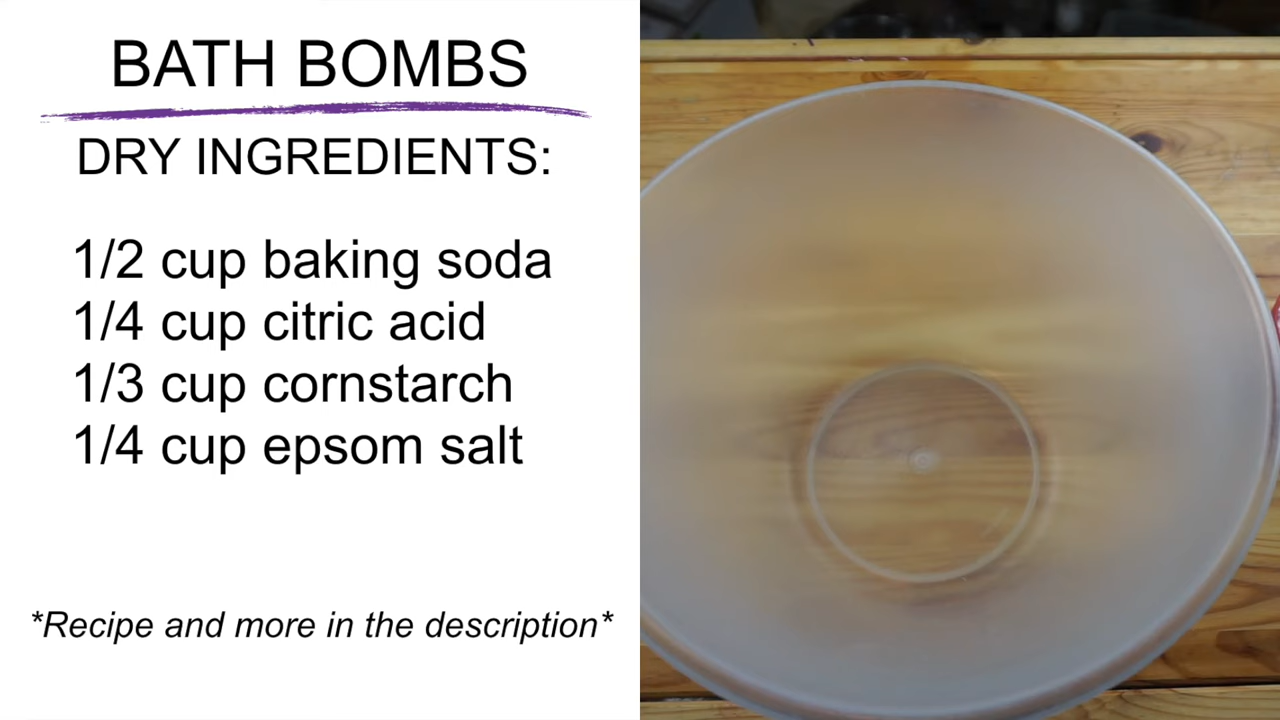 BATH BOMBS
DRY INGREDIENTS:
1/2 cup baking soda
1/4 cup citric acid
1/3 cup cornstarch
1/4 cup epsom salt
*Recipe and more in the description*